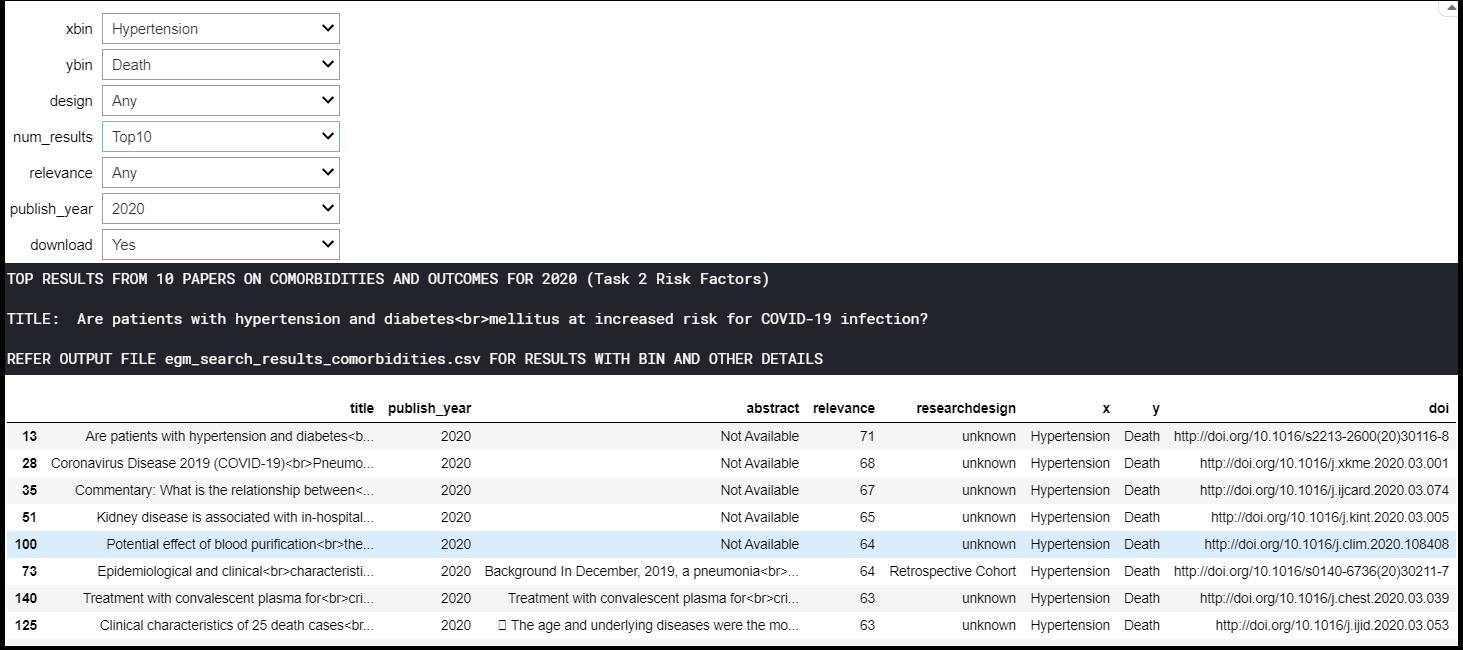 xbin Hypertension
ybin Death
design Any
num_results Top10
relevance Any
publish_year 2020
download Yes
TOP RESULTS FROM 10 PAPERS ON COMORBIDITIES AND OUTCOMES FOR 2020 (Task 2 Risk Factors)
TITLE:  Are patients with hypertension and diabetes<br>mellitus at increased risk for COVID-19 infection?
REFER OUTPUT FILE egm_search_results_comorbidities.csv FOR RESULTS WITH BIN AND OTHER DETAILS
title publish_year abstract relevance researchdesign x y doi
13 Are patients with hypertension and diabetes<b... 2020 Not Available 71 unknown Hypertension Death http://doi.org/10.1016/s2213-2600(20)30116-8
28 Coronavirus Disease 2019 (COVID-19)<br>Pneumo... 2020 Not Available 68 unknown Hypertension Death http://doi.org/10.1016/j.xkme.2020.03.001
35 Commentary: What is the relationship between<... 2020 Not Available 67 unknown Hypertension Death http://doi.org/10.1016/j.ijcard.2020.03.074
51 Kidney disease is associated with in-hospital... 2020 Not Available 65 unknown Hypertension Death http://doi.org/10.1016/j.kint.2020.03.005
100 Potential effect of blood purification<br>the... 2020 Not Available 64 unknown Hypertension Death http://doi.org/10.1016/j.clim.2020.108408
73 Epidemiological and clinical<br>characteristi... 2020 Background In December, 2019, a pneumonia<br>... 64 Retrospective Cohort Hypertension Death http://doi.org/10.1016/s0140-6736(20)30211-7
140 Treatment with convalescent plasma for<br>cri... 2020 Treatment with convalescent plasma for<br>cri... 63 unknown Hypertension Death http://doi.org/10.1016/j.chest.2020.03.039
125 Clinical characteristics of 25 death cases<br... 2020 The age and underlying diseases were the mo... 63 unknown Hypertension Death http://doi.org/10.1016/j.ijid.2020.03.053